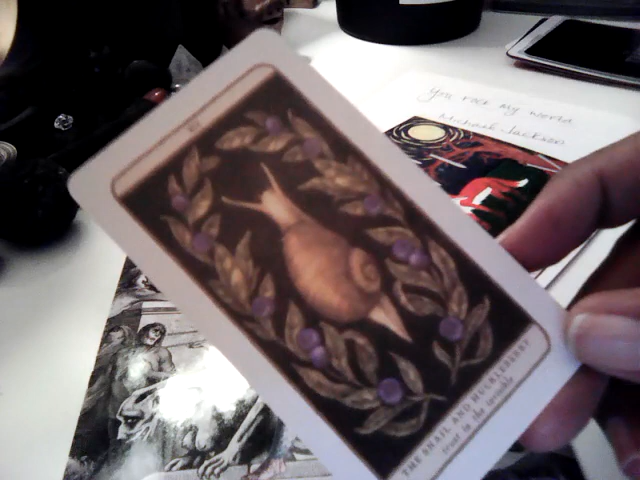 you rock my world
Michael Jackson
THE SNAIL AND HUCKLEBERRY
trust in the invisible